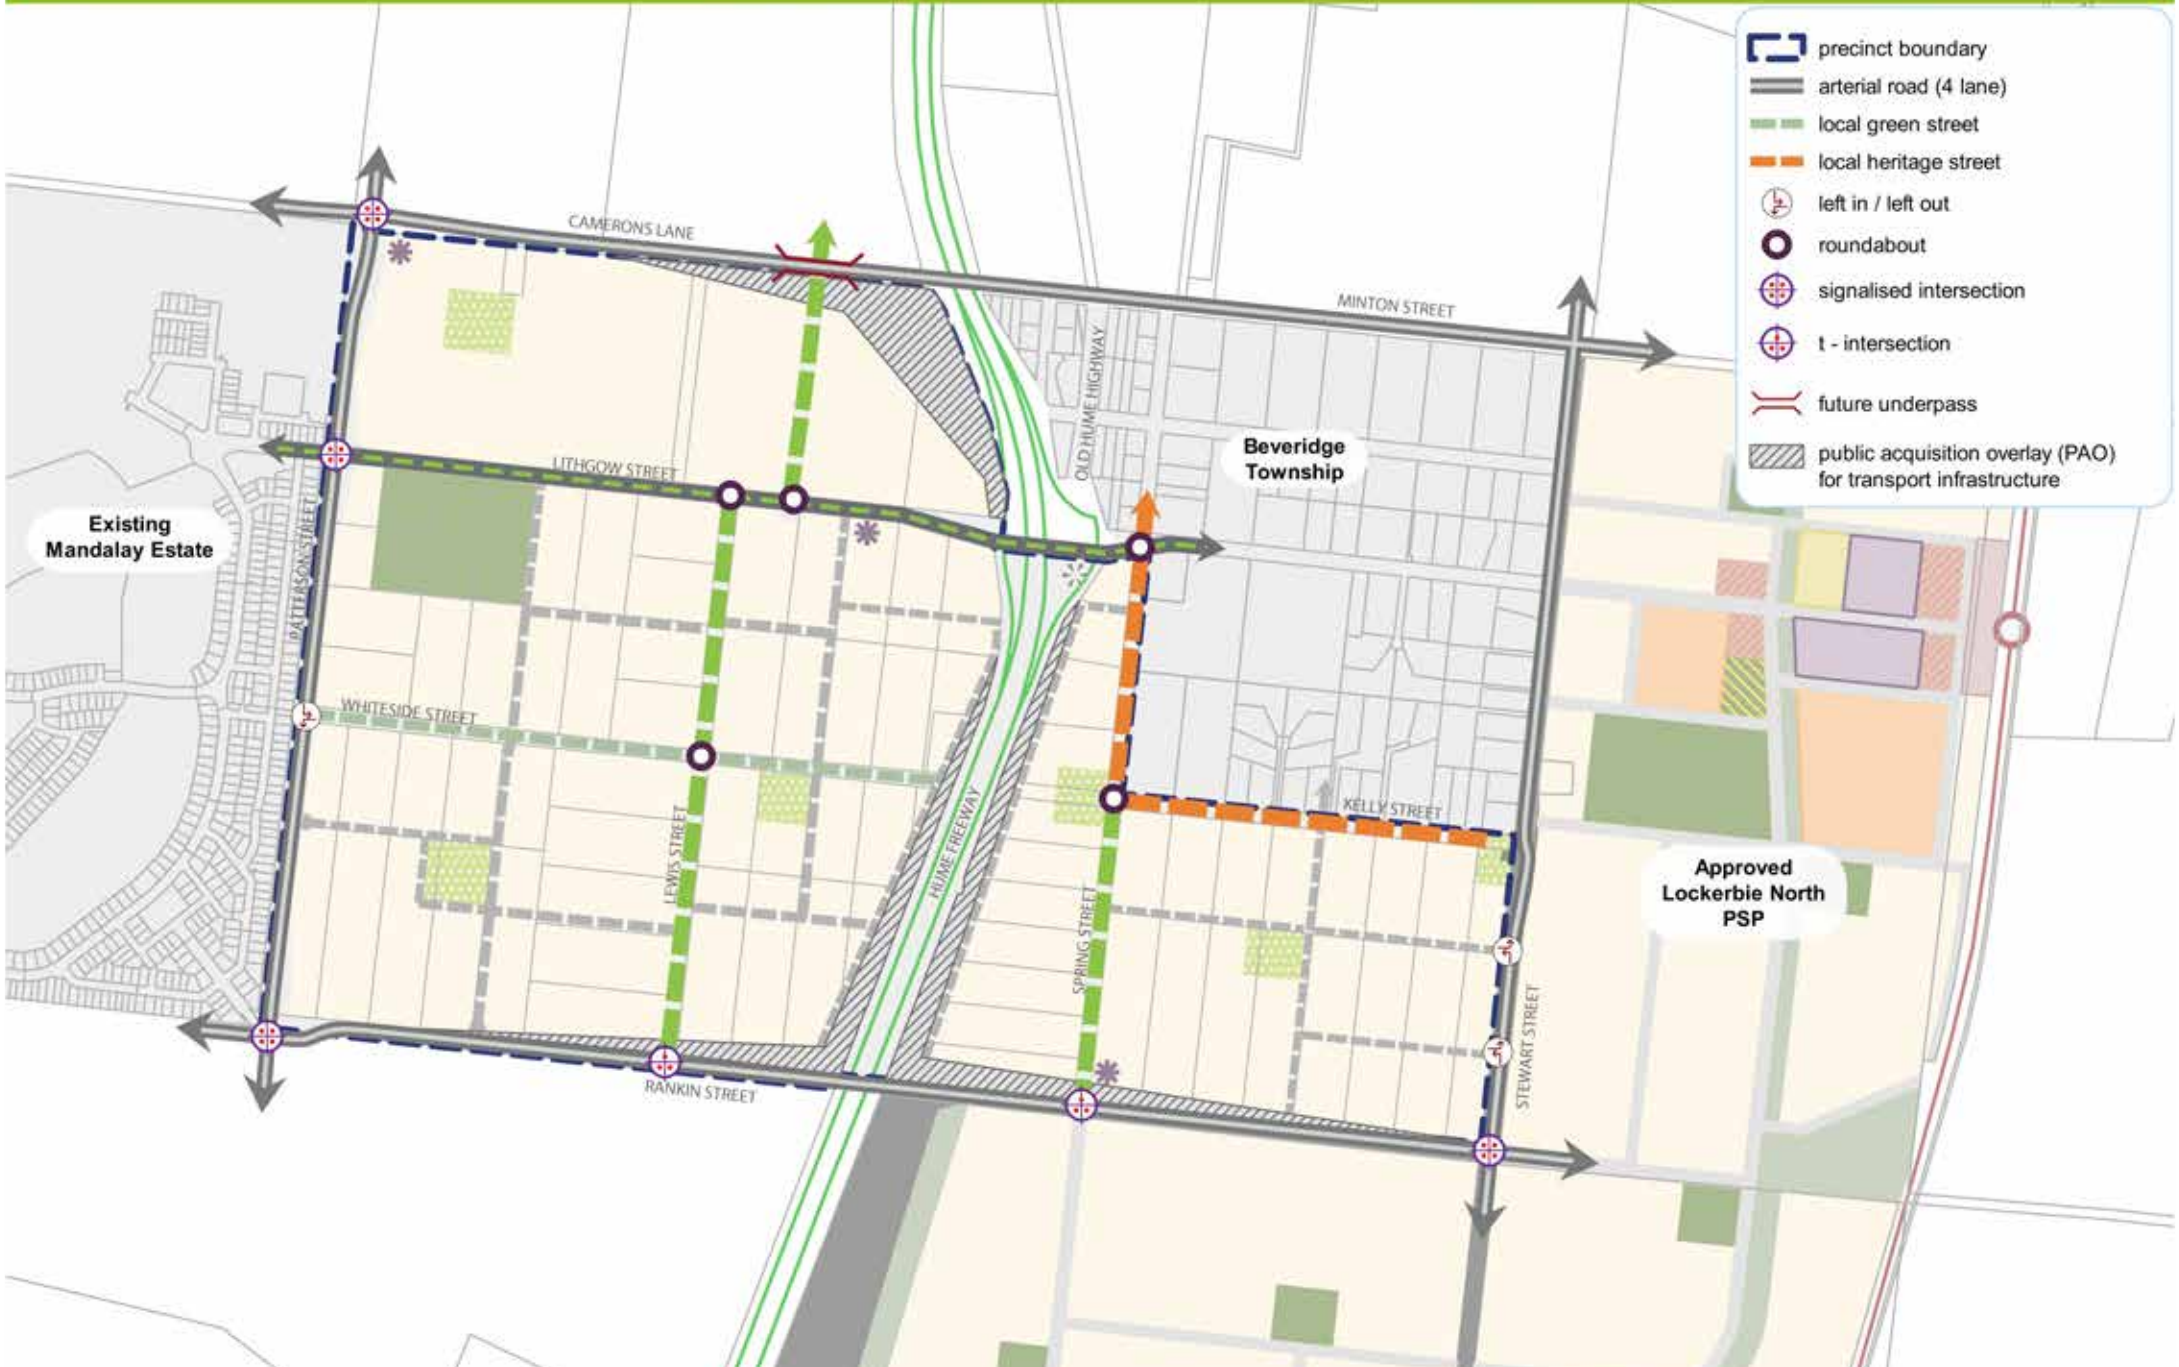 precinct boundary
arterial road (4 lane)
local green street
local heritage street
left in / left out
roundabout
signalised intersection
t - intersection
future underpass
public acquisition overlay (PAO)
for transport infrastructure
CAMERONS LANE
MINTON STREET
OLD HUME HIGHWAY
Beveridge
Township
LITHGOW STREET
Existing
Mandalay Estate
PATTERSON STREET
WHITESIDE STREET
LEWIS STREET
HUME FREEWAY
KELLY STREET
SPRING STREET
Approved
Lockerbie North
PSP
STEWART STREET
RANKIN STREET